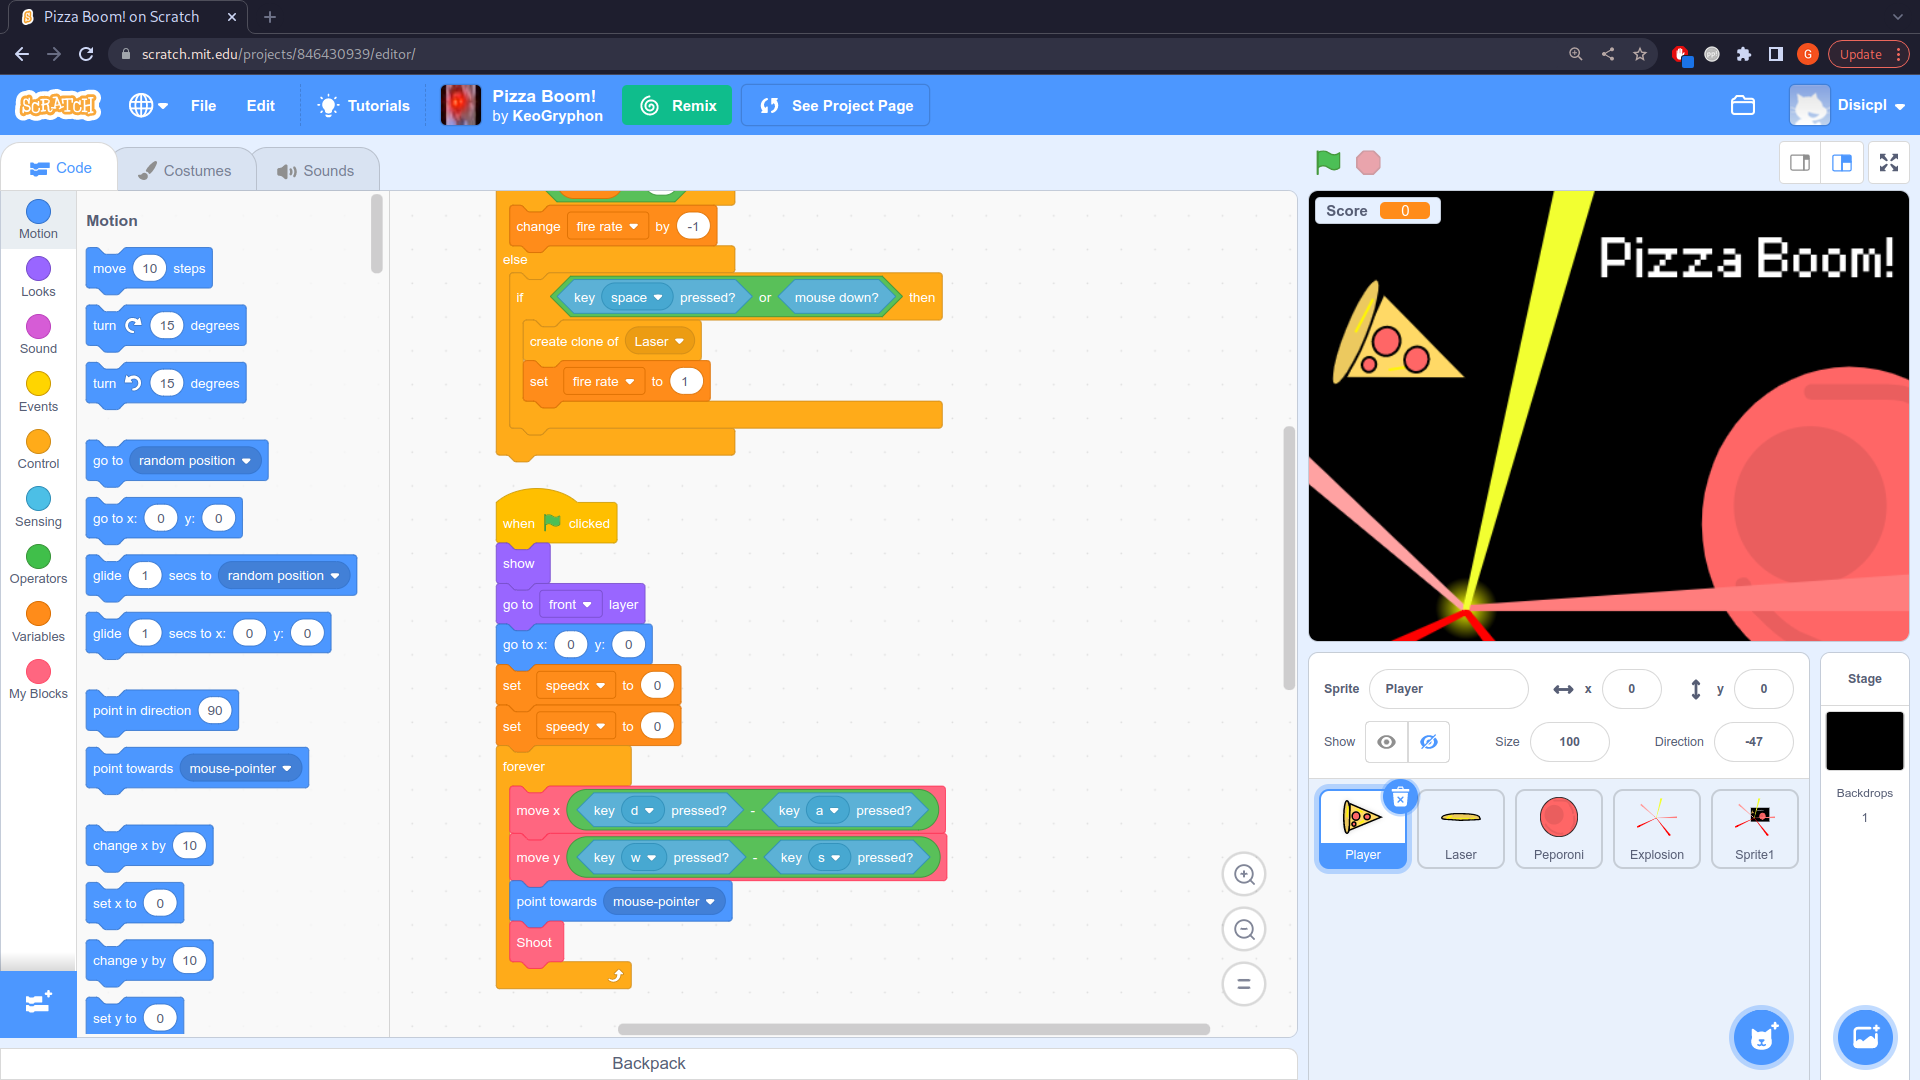 Pizza Boom! on Scratch
scratch.mit.edu/projects/846430939/editor/
G
Update
SCRATCH
File
Edit
Tutorials
Pizza Boom!
by KeoGryphon
Remix
See Project Page
Disicpl
Code
Costumes
Sounds
Motion
Looks
Sound
Events
Control
Sensing
Operators
Variables
My Blocks
Motion
move 10 steps
turn 15 degrees
turn 15 degrees
go to random position
go to x: 0 y: 0
glide 1 secs to random position
glide 1 secs to x: 0 y: 0
point in direction 90
point towards mouse-pointer
change x by 10
set x to 0
change y by 10
set y to 0
change fire rate by -1
else
if key space pressed? or mouse down? then
create clone of Laser
set fire rate to 1
when clicked
show
go to front layer
go to x: 0 y: 0
set speedx to 0
set speedy to 0
forever
move x key d pressed? - key a pressed?
move y key w pressed? - key s pressed?
point towards mouse-pointer
Shoot
Backpack
Score 0
Pizza Boom!
Sprite Player x 0 y 0
Show Size 100 Direction -47
Player
Laser
Peporoni
Explosion
Sprite1
Stage
Backdrops
1